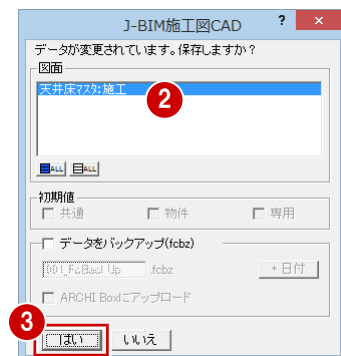 J-BIM施工図CAD ? ×
データが変更されています。保存しますか?
図面
天井床マスタ:施工
2
ALL ALL
初期値
共通 物件 専用
データをバックアップ(fcbz)
.fcbz +日付
ARCHI Boxにアップロード
3
はい いいえ